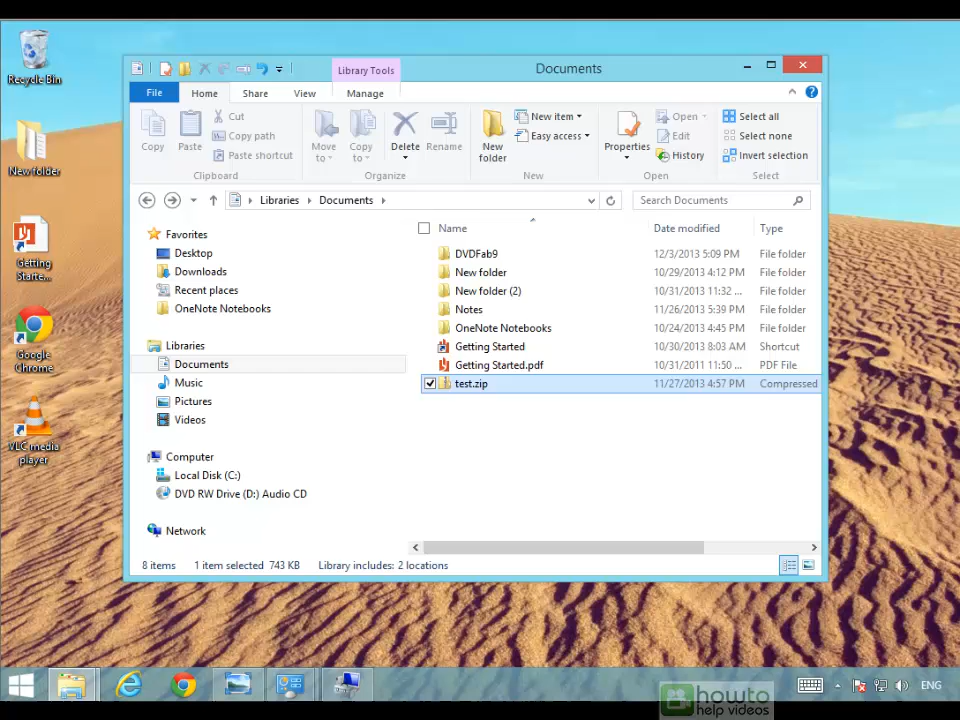 Recycle Bin
New folder
Getting
Starte...
Google
Chrome
VLC media
player
Library Tools
Documents
File
Home
Share
View
Manage
Copy
Paste
Cut
Copy path
Paste shortcut
Clipboard
Move
to
Copy
to
Delete
Rename
Organize
New
folder
New item
Easy access
New
Properties
Open
Edit
History
Open
Select all
Select none
Invert selection
Select
Libraries
Documents
Search Documents
Favorites
Desktop
Downloads
Recent places
OneNote Notebooks
Libraries
Documents
Music
Pictures
Videos
Computer
Local Disk (C:)
DVD RW Drive (D:) Audio CD
Network
Name Date modified Type
DVDFab9 12/3/2013 5:09 PM File folder
New folder 10/29/2013 4:12 PM File folder
New folder (2) 10/31/2013 11:32 ... File folder
Notes 11/26/2013 5:39 PM File folder
OneNote Notebooks 10/24/2013 4:45 PM File folder
Getting Started 10/30/2013 8:03 AM Shortcut
Getting Started.pdf 10/31/2011 11:50 ... PDF File
test.zip 11/27/2013 4:57 PM Compressed
8 items 1 item selected 743 KB Library includes: 2 locations
ENG
howto
help videos